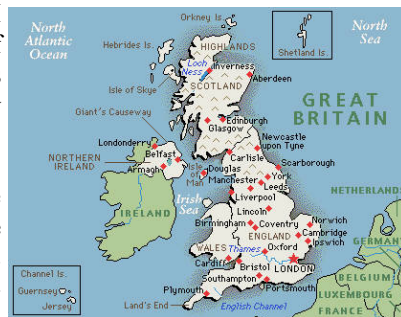 Orkney Is.
North
Atlantic
Ocean
North
Sea
Hebrides Is.
HIGHLANDS
Shetland Is.
Loch
Ness
Inverness
Isle of Skye
Aberdeen
SCOTLAND
GREAT
BRITAIN
Giant's Causeway
Edinburgh
Glasgow
Londonderry
Newcastle
upon Tyne
Belfast
Carlisle
NORTHERN
IRELAND
Armagh
Isle
of
Man
Douglas
Scarborough
Manchester
York
Leeds
NETHERLAND
Irish
Sea
Liverpool
IRELAND
Lincoln
Norwich
Birmingham
Coventry
Cambridge
ENGLAND
Ipswich
GERMAN
WALES
Thames
Oxford
Channel Is.
Cardiff
LONDON
Guernsey
Bristol
BELGIUM
Jersey
Southampton
Portsmouth
LUXEMBOURG
Plymouth
Land's End
English Channel
FRANCE